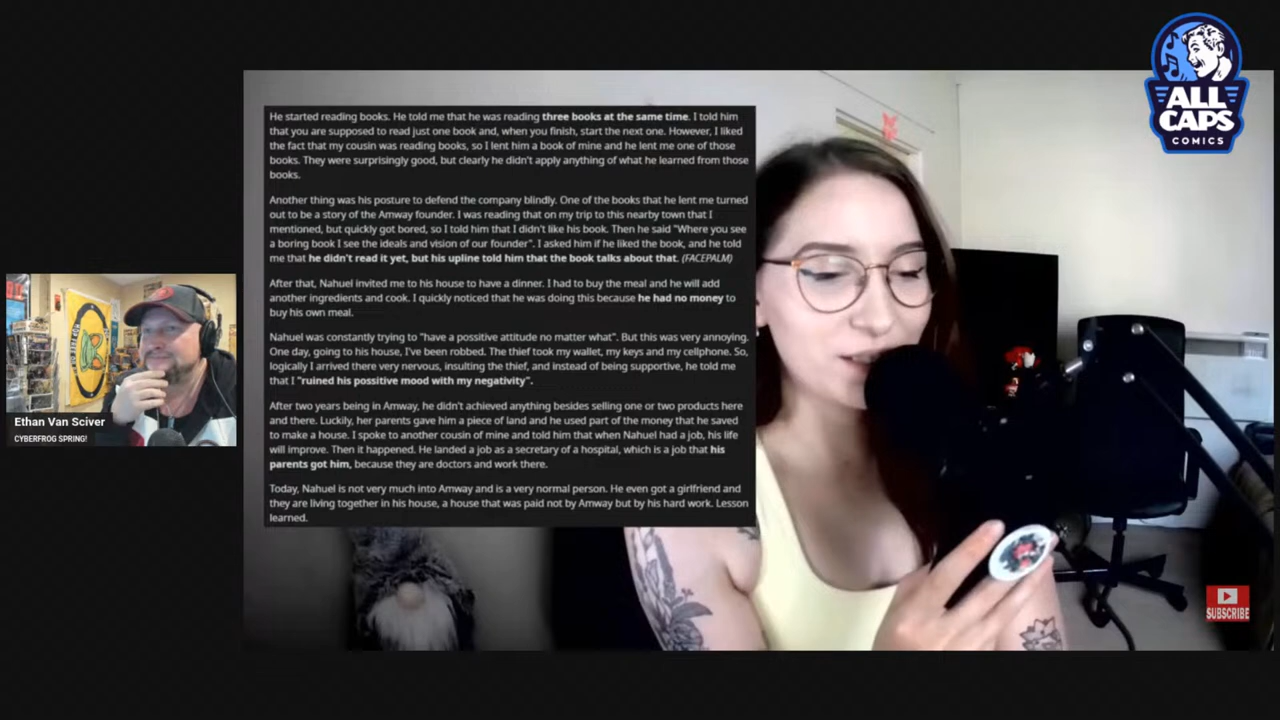 ALL
CAPS
COMICS
He started reading books. He told me that he was reading three books at the same time. I told him
that you are supposed to read just one book and, when you finish, start the next one. However, I liked
the fact that my cousin was reading books, so I lent him a book of mine and he lent me one of those
books. They were surprisingly good, but clearly he didn't apply anything of what he learned from those
books.
Another thing was his posture to defend the company blindly. One of the books that he lent me turned
out to be a story of the Amway founder. I was reading that on my trip to this nearby town that I
mentioned, but quickly got bored, so I told him that I didn't like his book. Then he said "Where you see
a boring book I see the ideals and vision of our founder". I asked him if he liked the book, and he told
me that he didn't read it yet, but his upline told him that the book talks about that. (FACEPALM)
After that, Nahuel invited me to his house to have a dinner. I had to buy the meal and he will add
another ingredients and cook. I quickly noticed that he was doing this because he had no money to
buy his own meal.
Nahuel was constantly trying to "have a possitive attitude no matter what". But this was very annoying.
One day, going to his house, I've been robbed. The thief took my wallet, my keys and my cellphone. So,
logically I arrived there very nervous, insulting the thief, and instead of being supportive, he told me
that I "ruined his possitive mood with my negativity".
After two years being in Amway, he didn't achieved anything besides selling one or two products here
and there. Luckily, her parents gave him a piece of land and he used part of the money that he saved
to make a house. I spoke to another cousin of mine and told him that when Nahuel had a job, his life
will improve. Then it happened. He landed a job as a secretary of a hospital, which is a job that his
parents got him, because they are doctors and work there.
Today, Nahuel is not very much into Amway and is a very normal person. He even got a girlfriend and
they are living together in his house, a house that was paid not by Amway but by his hard work. Lesson
learned.
Ethan Van Sciver
CYBERFROG SPRING!
SUBSCRIBE